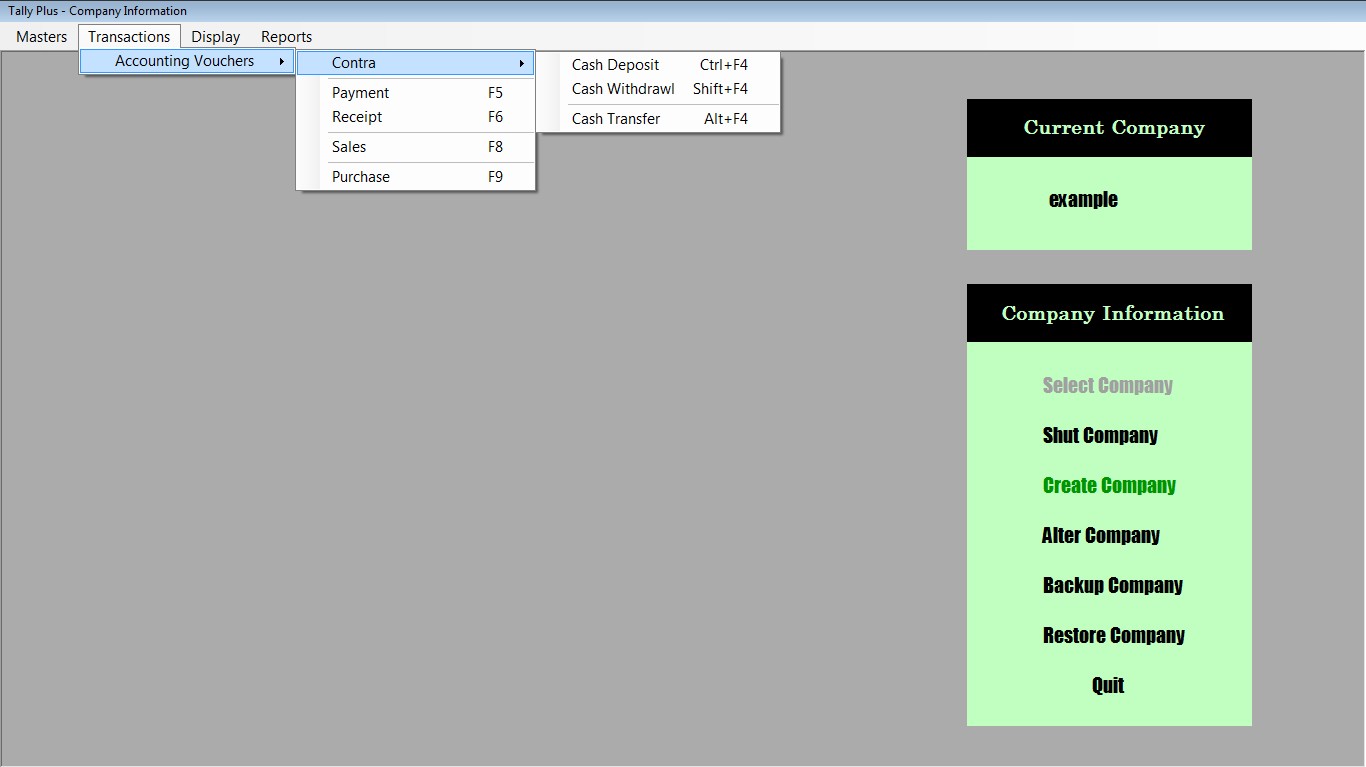 Tally Plus - Company Information
Masters Transactions Display Reports
Accounting Vouchers
Contra
Payment F5
Receipt F6
Sales F8
Purchase F9
Cash Deposit Ctrl+F4
Cash Withdrawl Shift+F4
Cash Transfer Alt+F4
Current Company
example
Company Information
Select Company
Shut Company
Create Company
Alter Company
Backup Company
Restore Company
Quit